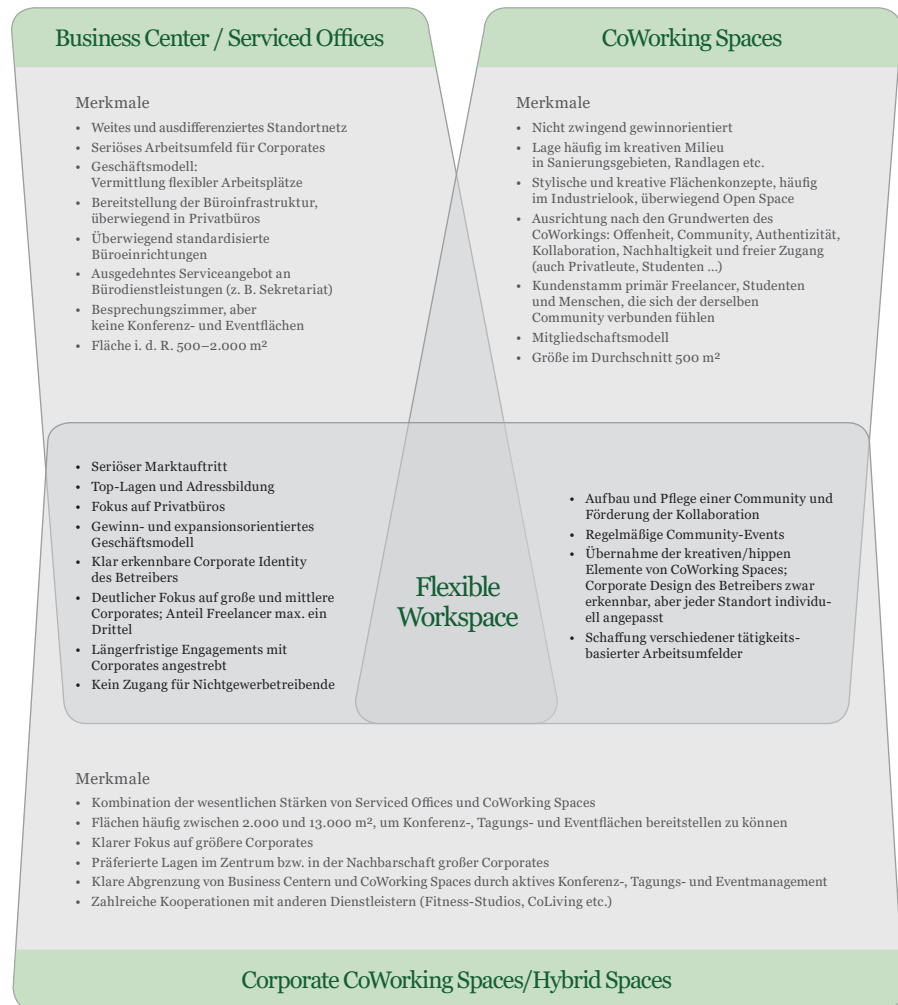 Business Center / Serviced Offices
Merkmale
• Weites und ausdifferenziertes Standortnetz
• Seriöses Arbeitsumfeld für Corporates
• Geschäftsmodell:
Vermittlung flexibler Arbeitsplätze
• Bereitstellung der Büroinfrastruktur,
überwiegend in Privatbüros
• Überwiegend standardisierte
Büroeinrichtungen
• Ausgedehntes Serviceangebot an
Bürodienstleistungen (z. B. Sekretariat)
• Besprechungszimmer, aber
keine Konferenz- und Eventflächen
• Fläche i. d. R. 500–2.000 m²
CoWorking Spaces
Merkmale
• Nicht zwingend gewinnorientiert
• Lage häufig im kreativen Milieu
in Sanierungsgebieten, Randlagen etc.
• Stylische und kreative Flächenkonzepte, häufig
im Industrielook, überwiegend Open Space
• Ausrichtung nach den Grundwerten des
CoWorkings: Offenheit, Community, Authentizität,
Kollaboration, Nachhaltigkeit und freier Zugang
(auch Privatleute, Studenten ...)
• Kundenstamm primär Freelancer, Studenten
und Menschen, die sich der derselben
Community verbunden fühlen
• Mitgliedschaftsmodell
• Größe im Durchschnitt 500 m²
• Seriöser Marktauftritt
• Top-Lagen und Adressbildung
• Fokus auf Privatbüros
• Gewinn- und expansionsorientiertes
Geschäftsmodell
• Klar erkennbare Corporate Identity
des Betreibers
• Deutlicher Fokus auf große und mittlere
Corporates; Anteil Freelancer max. ein
Drittel
• Längerfristige Engagements mit
Corporates angestrebt
• Kein Zugang für Nichtgewerbetreibende
Flexible
Workspace
• Aufbau und Pflege einer Community und
Förderung der Kollaboration
• Regelmäßige Community-Events
• Übernahme der kreativen/hippen
Elemente von CoWorking Spaces;
Corporate Design des Betreibers zwar
erkennbar, aber jeder Standort individu-
ell angepasst
• Schaffung verschiedener tätigkeits-
basierter Arbeitsumfelder
Merkmale
• Kombination der wesentlichen Stärken von Serviced Offices und CoWorking Spaces
• Flächen häufig zwischen 2.000 und 13.000 m², um Konferenz-, Tagungs- und Eventflächen bereitstellen zu können
• Klarer Fokus auf größere Corporates
• Präferierte Lagen im Zentrum bzw. in der Nachbarschaft großer Corporates
• Klare Abgrenzung von Business Centern und CoWorking Spaces durch aktives Konferenz-, Tagungs- und Eventmanagement
• Zahlreiche Kooperationen mit anderen Dienstleistern (Fitness-Studios, CoLiving etc.)
Corporate CoWorking Spaces/Hybrid Spaces